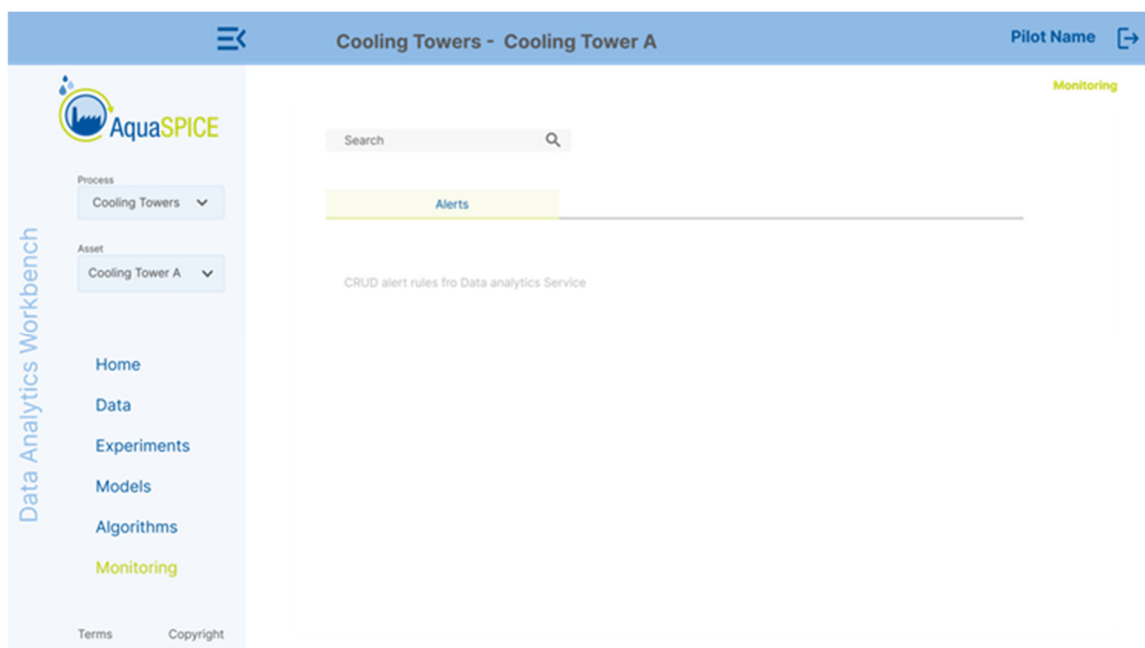 Cooling Towers - Cooling Tower A
Pilot Name
Monitoring
AquaSPICE
Process
Cooling Towers
Asset
Cooling Tower A
Data Analytics Workbench
Home
Data
Experiments
Models
Algorithms
Monitoring
Terms
Copyright
Search
Alerts
CRUD alert rules fro Data analytics Service